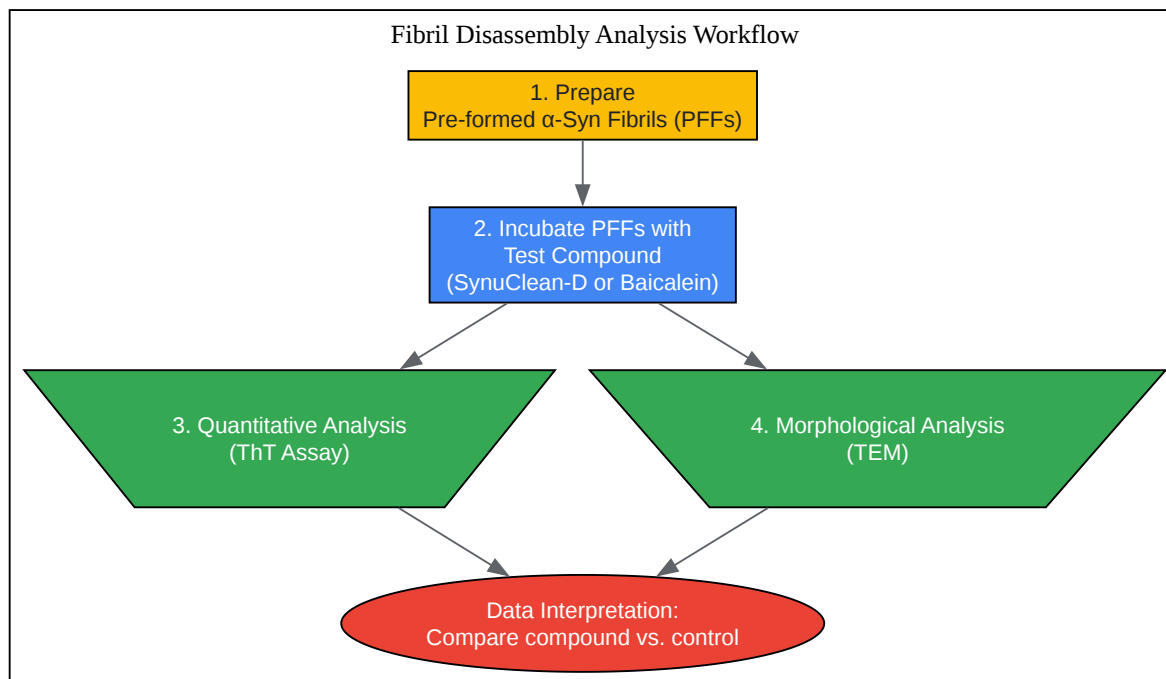 Fibril Disassembly Analysis Workflow
1. Prepare
Pre-formed α-Syn Fibrils (PFFs)
2. Incubate PFFs with
Test Compound
(SynuClean-D or Baicalein)
3. Quantitative Analysis
(ThT Assay)
4. Morphological Analysis
(TEM)
Data Interpretation:
Compare compound vs. control